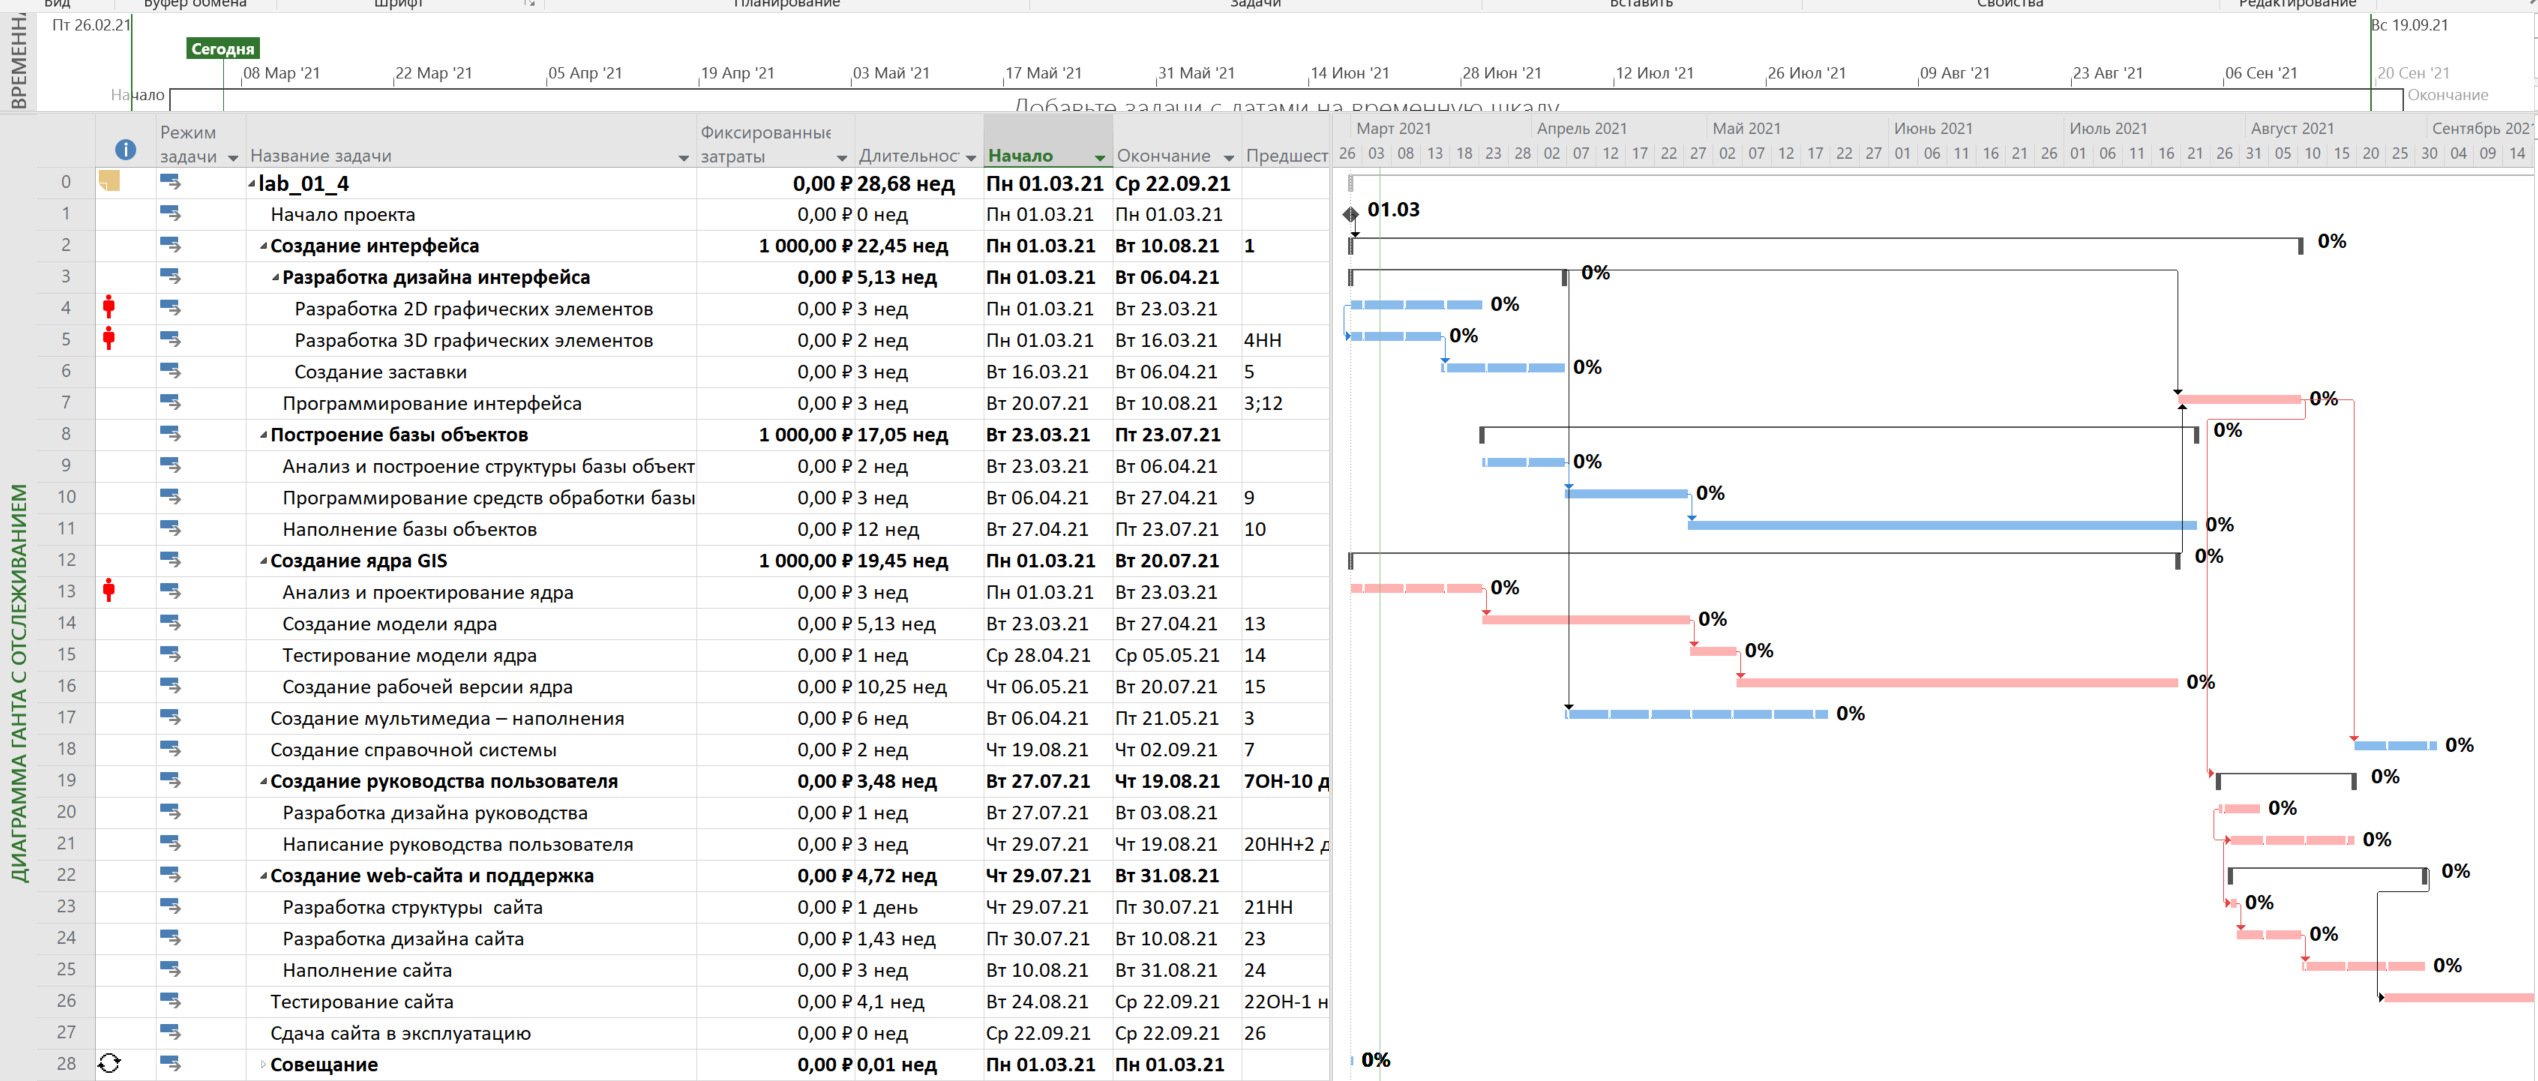 Вид Буфер обмена Шрифт Планирование Задачи Вставить Свойства Редактирование
ВРЕМЕНН
Пт 26.02.21 Вс 19.09.21
Сегодня
08 Мар '21 22 Мар '21 05 Апр '21 19 Апр '21 03 Май '21 17 Май '21 31 Май '21 14 Июн '21 28 Июн '21 12 Июл '21 26 Июл '21 09 Авг '21 23 Авг '21 06 Сен '21 20 Сен '21
Начало Добавьте задачи с датами на временную шкалу Окончание
ДИАГРАММА ГАНТА С ОТСЛЕЖИВАНИЕМ
Режим задачи Название задачи Фиксированные затраты Длительнос Начало Окончание Предшест
Март 2021 Апрель 2021 Май 2021 Июнь 2021 Июль 2021 Август 2021 Сентябрь 202
26 03 08 13 18 23 28 02 07 12 17 22 27 02 07 12 17 22 27 01 06 11 16 21 26 01 06 11 16 21 26 31 05 10 15 20 25 30 04 09 14
0 lab_01_4 0,00 ₽ 28,68 нед Пн 01.03.21 Ср 22.09.21
1 Начало проекта 0,00 ₽ 0 нед Пн 01.03.21 Пн 01.03.21 01.03
2 Создание интерфейса 1 000,00 ₽ 22,45 нед Пн 01.03.21 Вт 10.08.21 1 0%
3 Разработка дизайна интерфейса 0,00 ₽ 5,13 нед Пн 01.03.21 Вт 06.04.21 0%
4 Разработка 2D графических элементов 0,00 ₽ 3 нед Пн 01.03.21 Вт 23.03.21 0%
5 Разработка 3D графических элементов 0,00 ₽ 2 нед Пн 01.03.21 Вт 16.03.21 4НН 0%
6 Создание заставки 0,00 ₽ 3 нед Вт 16.03.21 Вт 06.04.21 5 0%
7 Программирование интерфейса 0,00 ₽ 3 нед Вт 20.07.21 Вт 10.08.21 3;12 0%
8 Построение базы объектов 1 000,00 ₽ 17,05 нед Вт 23.03.21 Пт 23.07.21 0%
9 Анализ и построение структуры базы объект 0,00 ₽ 2 нед Вт 23.03.21 Вт 06.04.21 0%
10 Программирование средств обработки базы 0,00 ₽ 3 нед Вт 06.04.21 Вт 27.04.21 9 0%
11 Наполнение базы объектов 0,00 ₽ 12 нед Вт 27.04.21 Пт 23.07.21 10 0%
12 Создание ядра GIS 1 000,00 ₽ 19,45 нед Пн 01.03.21 Вт 20.07.21 0%
13 Анализ и проектирование ядра 0,00 ₽ 3 нед Пн 01.03.21 Вт 23.03.21 0%
14 Создание модели ядра 0,00 ₽ 5,13 нед Вт 23.03.21 Вт 27.04.21 13 0%
15 Тестирование модели ядра 0,00 ₽ 1 нед Ср 28.04.21 Ср 05.05.21 14 0%
16 Создание рабочей версии ядра 0,00 ₽ 10,25 нед Чт 06.05.21 Вт 20.07.21 15 0%
17 Создание мультимедиа – наполнения 0,00 ₽ 6 нед Вт 06.04.21 Пт 21.05.21 3 0%
18 Создание справочной системы 0,00 ₽ 2 нед Чт 19.08.21 Чт 02.09.21 7 0%
19 Создание руководства пользователя 0,00 ₽ 3,48 нед Вт 27.07.21 Чт 19.08.21 7ОН-10 д 0%
20 Разработка дизайна руководства 0,00 ₽ 1 нед Вт 27.07.21 Вт 03.08.21 0%
21 Написание руководства пользователя 0,00 ₽ 3 нед Чт 29.07.21 Чт 19.08.21 20НН+2 д 0%
22 Создание web-сайта и поддержка 0,00 ₽ 4,72 нед Чт 29.07.21 Вт 31.08.21 0%
23 Разработка структуры сайта 0,00 ₽ 1 день Чт 29.07.21 Пт 30.07.21 21НН 0%
24 Разработка дизайна сайта 0,00 ₽ 1,43 нед Пт 30.07.21 Вт 10.08.21 23 0%
25 Наполнение сайта 0,00 ₽ 3 нед Вт 10.08.21 Вт 31.08.21 24 0%
26 Тестирование сайта 0,00 ₽ 4,1 нед Вт 24.08.21 Ср 22.09.21 22ОН-1 н
27 Сдача сайта в эксплуатацию 0,00 ₽ 0 нед Ср 22.09.21 Ср 22.09.21 26
28 Совещание 0,00 ₽ 0,01 нед Пн 01.03.21 Пн 01.03.21 0%